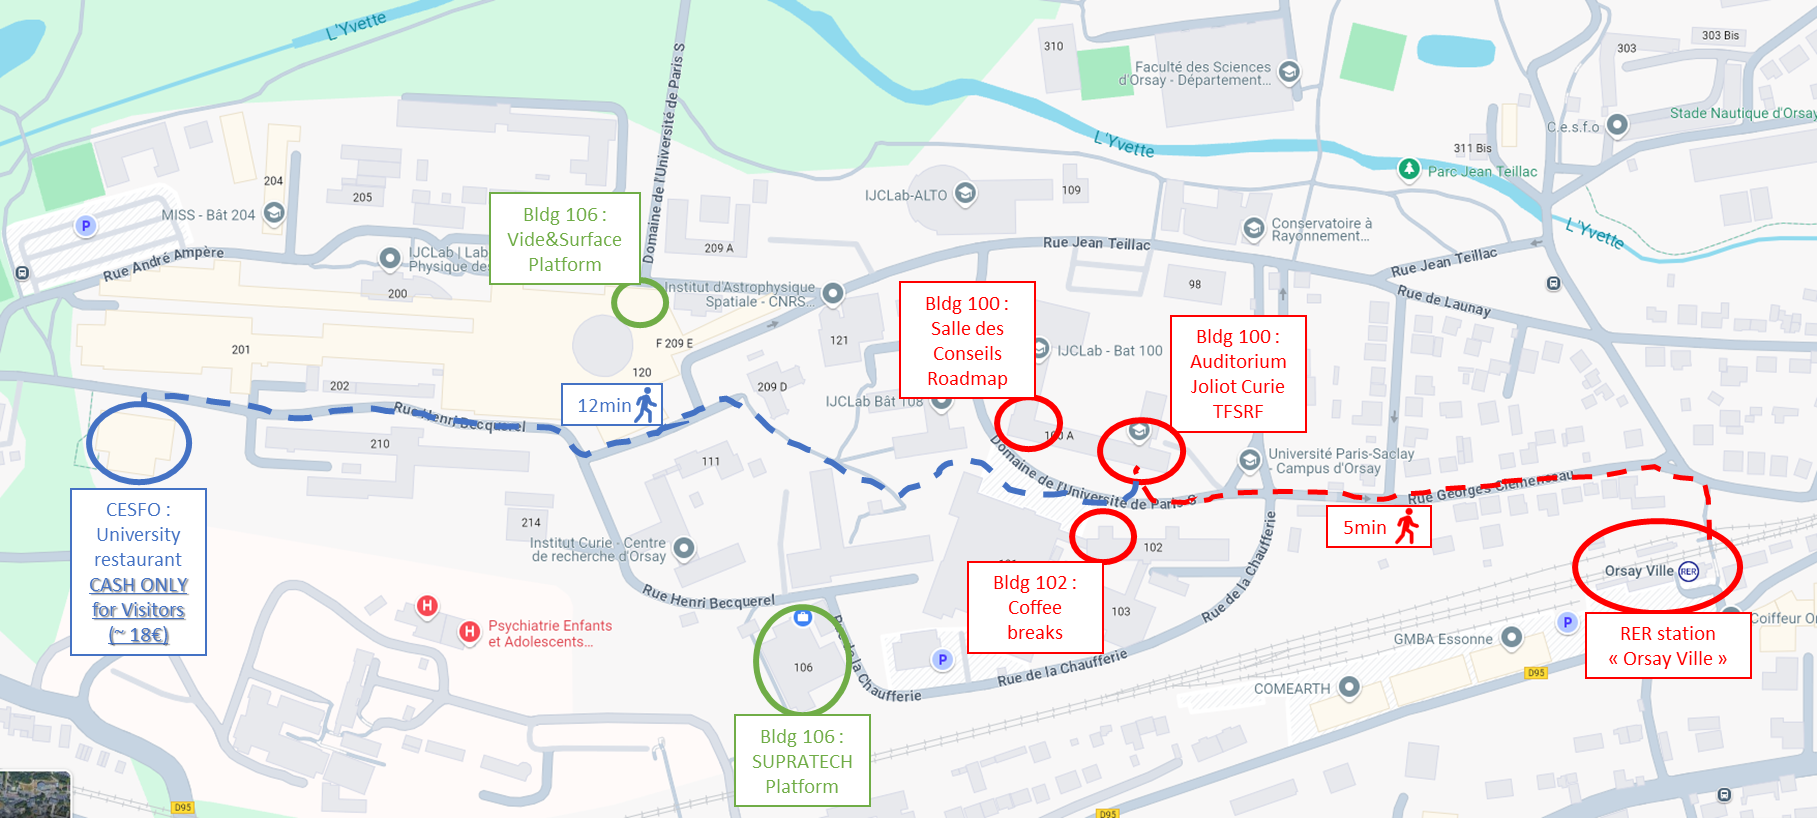 L'Yvette
310
303
303 Bis
Faculté des Sciences
d'Orsay - Département...
Stade Nautique d'Orsay
C.e.s.f.o
311 Bis
L'Yvette
Parc Jean Teillac
Domaine de l'Université de Paris S
204
205
MISS - Bât 204
P
IJCLab-ALTO
109
Bldg 106 :
Vide&Surface
Platform
209 A
Conservatoire à
Rayonnement...
L'Yvette
Rue Jean Teillac
Rue Jean Teillac
Rue André Ampère
IJCLab | Lab
Physique des
200
Institut d'Astrophysique
Spatiale - CNRS...
98
Rue de Launay
Bldg 100 :
Salle des
Conseils
Roadmap
Bldg 100 :
Auditorium
Joliot Curie
TFSRF
201
F 209 E
121
IJCLab - Bat 100
120
202
209 D
12min
IJCLab Bât 108
Rue Henri Becquerel
210
100 A
111
Domaine de l'Université de Paris S
Université Paris-Saclay
- Campus d'Orsay
Rue Georges Clemenceau
CESFO :
University
restaurant
CASH ONLY
for Visitors
(~ 18€)
214
5min
Institut Curie - Centre
de recherche d'Orsay
102
Bldg 102 :
Coffee
breaks
103
Rue de la Chaufferie
Orsay Ville
RER
Rue Henri Becquerel
H
H
Psychiatrie Enfants
et Adolescents...
106
Rue de la Chaufferie
P
Rue de la Chaufferie
P
Coiffeur Or
GMBA Essonne
RER station
« Orsay Ville »
D95
COMEARTH
Bldg 106 :
SUPRATECH
Platform
D95
D95